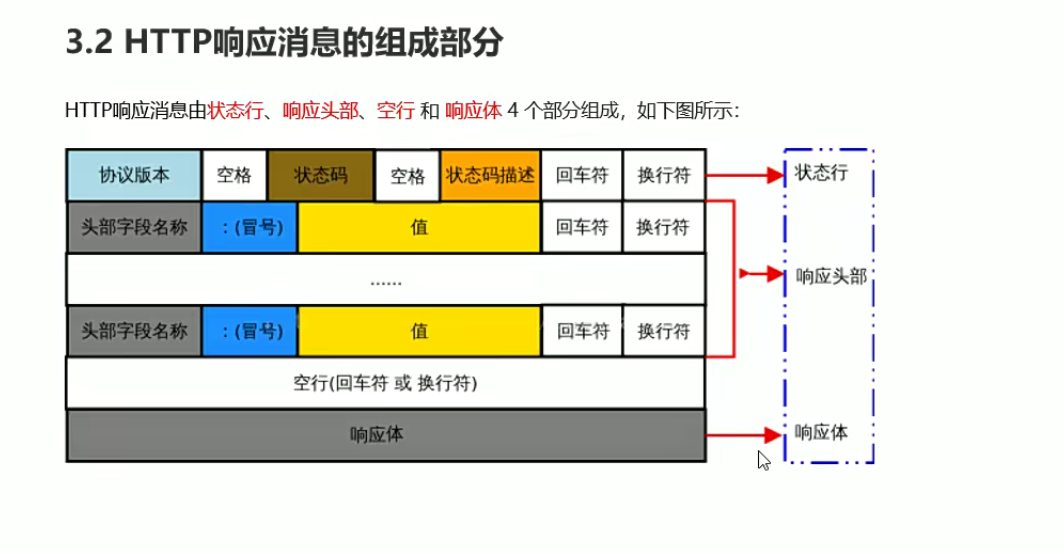 3.2 HTTP响应消息的组成部分
HTTP响应消息由状态行、响应头部、空行 和 响应体 4 个部分组成，如下图所示：
协议版本 空格 状态码 空格 状态码描述 回车符 换行符 状态行
头部字段名称 ：(冒号) 值 回车符 换行符
...... 响应头部
头部字段名称 ：(冒号) 值 回车符 换行符
空行(回车符 或 换行符)
响应体 响应体